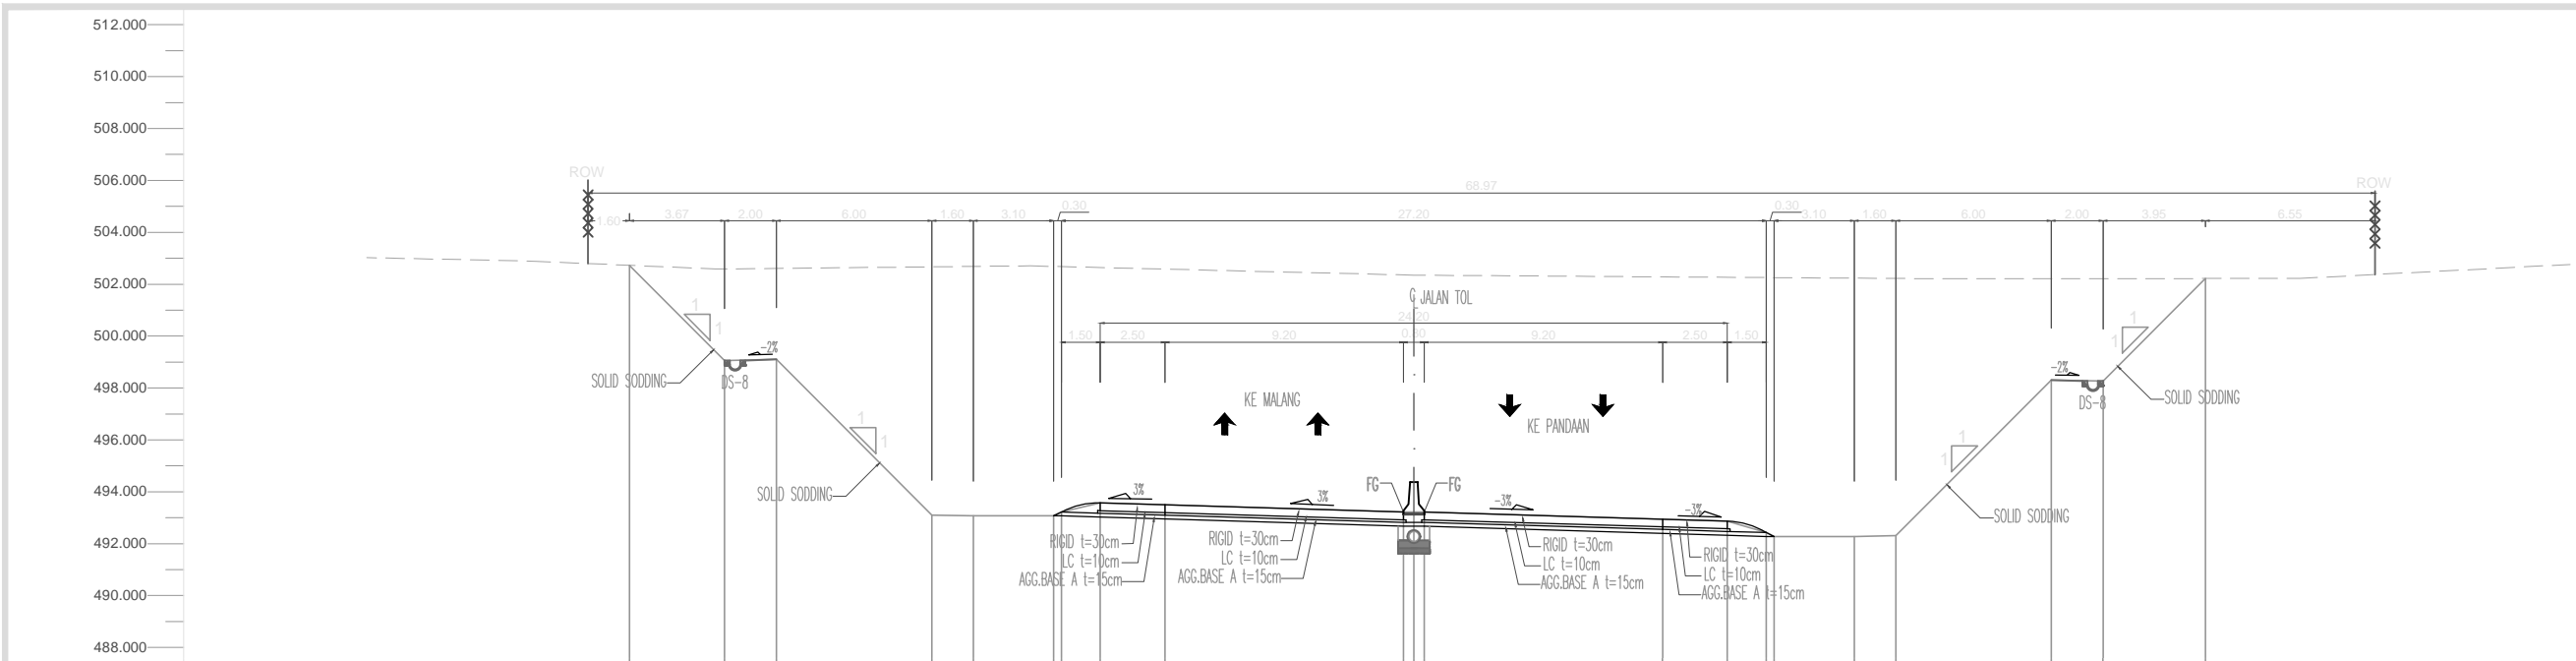 512.000
510.000
508.000
506.000
504.000
502.000
500.000
498.000
496.000
494.000
492.000
490.000
488.000
ROW
ROW
68.97
1.60 3.67 2.00 6.00 1.60 3.10 0.30 27.20 0.30 3.10 1.60 6.00 2.00 3.95 6.55
℄ JALAN TOL
24.20
1.50 2.50 9.20 0.80 9.20 2.50 1.50
1
1
-2%
SOLID SODDING
DS-8
1
1
SOLID SODDING
KE MALANG
KE PANDAAN
3%
3%
FG
FG
-3%
-3%
RIGID t=30cm
LC t=10cm
AGG.BASE A t=15cm
RIGID t=30cm
LC t=10cm
AGG.BASE A t=15cm
RIGID t=30cm
LC t=10cm
AGG.BASE A t=15cm
RIGID t=30cm
LC t=10cm
AGG.BASE A t=15cm
1
1
-2%
DS-8
SOLID SODDING
1
1
SOLID SODDING